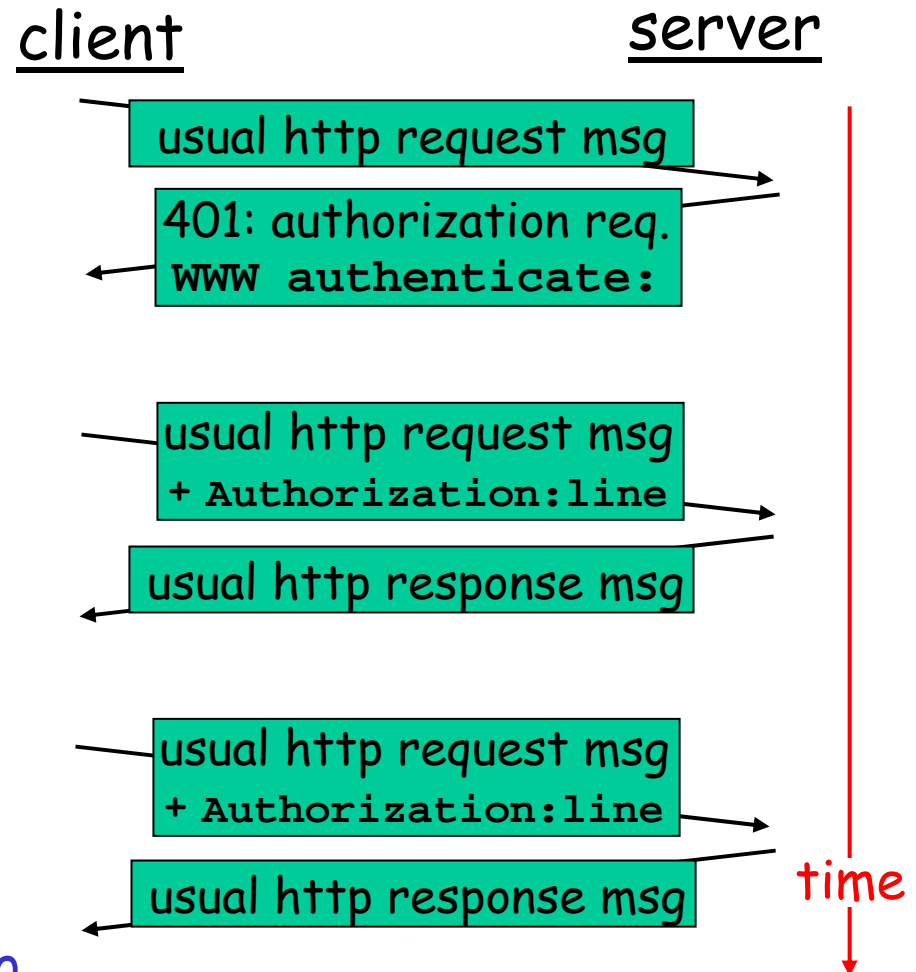 client
server
usual http request msg
401: authorization req.
WWW authenticate:
usual http request msg
+ Authorization:line
usual http response msg
usual http request msg
+ Authorization:line
usual http response msg
time